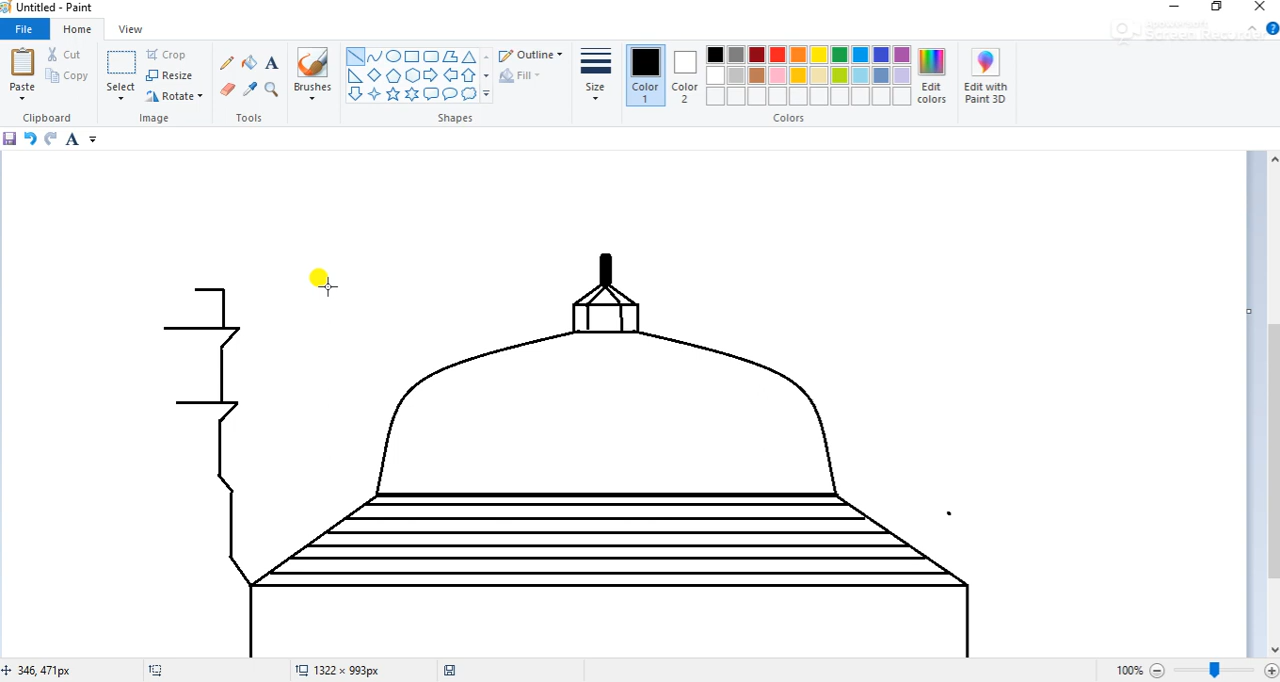 Untitled - Paint
File Home View
Paste Cut Copy
Clipboard
Select Crop Resize Rotate
Image
A
Tools
Brushes
Outline
Fill
Shapes
Size
Color 1
Color 2
Edit colors
Colors
Edit with Paint 3D
A
346, 471px
1322 × 993px
100%